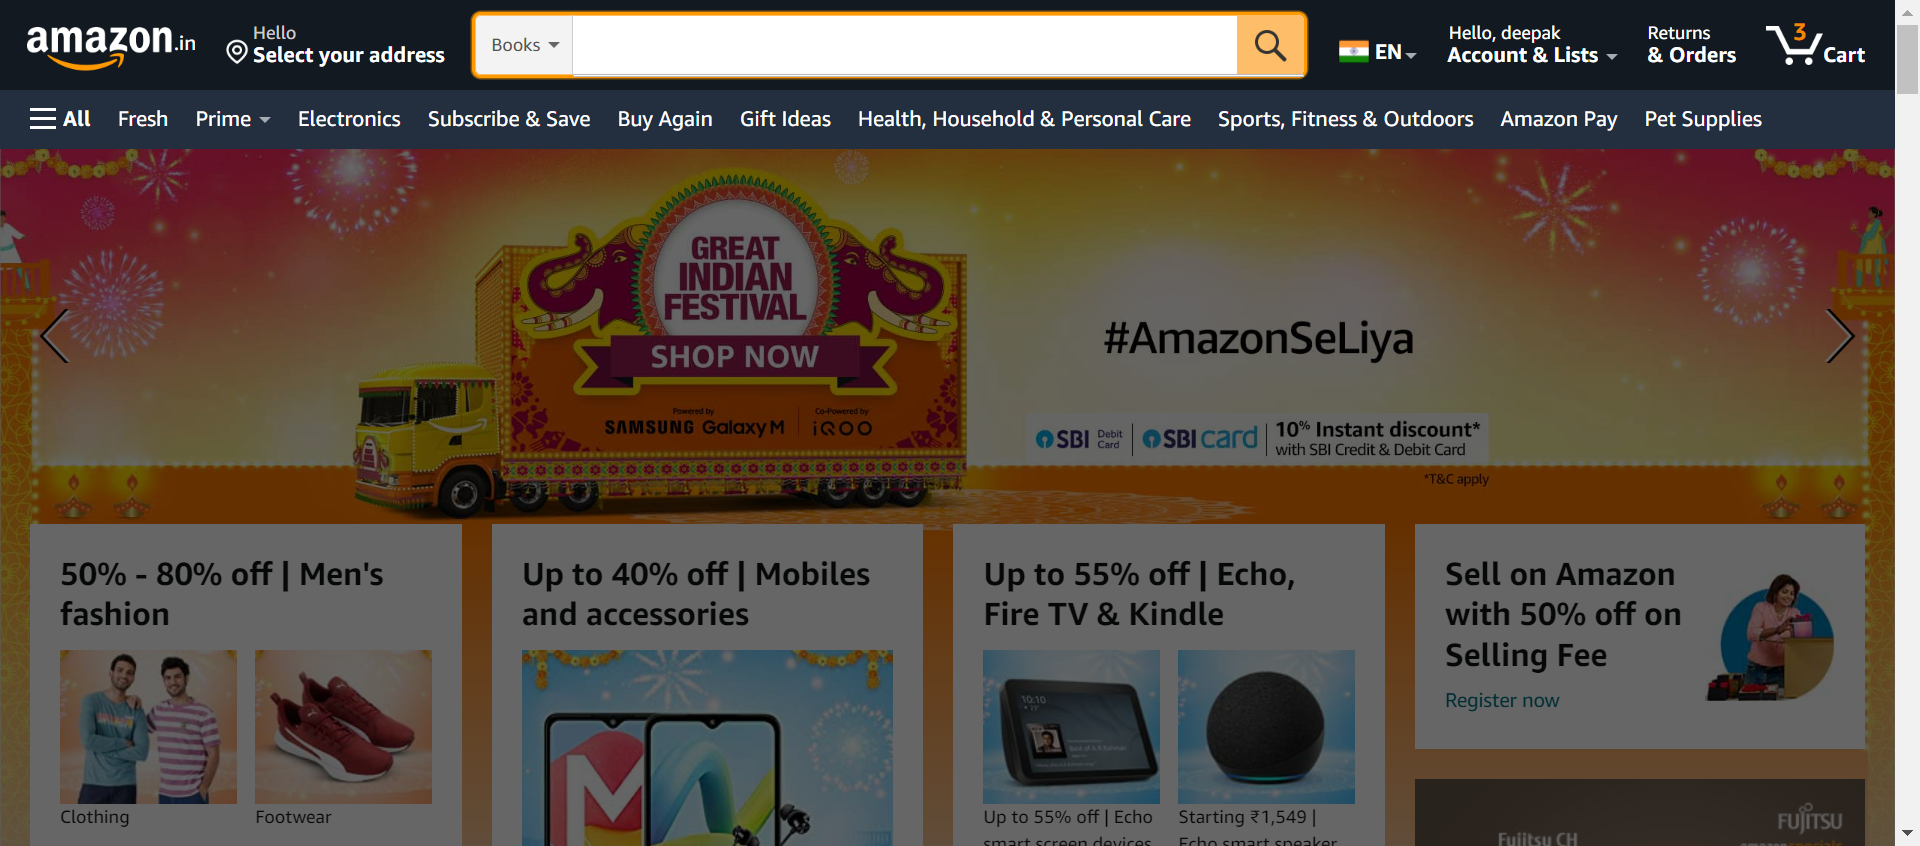 amazon.in
Hello
Select your address
Books
EN
Hello, deepak
Account & Lists
Returns
& Orders
3
Cart
All
Fresh
Prime
Electronics
Subscribe & Save
Buy Again
Gift Ideas
Health, Household & Personal Care
Sports, Fitness & Outdoors
Amazon Pay
Pet Supplies
GREAT
INDIAN
FESTIVAL
SHOP NOW
Powered by
SAMSUNG Galaxy M
Co-Powered by
iQOO
#AmazonSeLiya
SBI Debit Card
SBI card
10% Instant discount*
with SBI Credit & Debit Card
*T&C apply
50% - 80% off | Men's
fashion
Clothing
Footwear
Up to 40% off | Mobiles
and accessories
Up to 55% off | Echo,
Fire TV & Kindle
10:10
Up to 55% off | Echo
smart screen devices
Starting ₹1,549 |
Echo smart speaker
Sell on Amazon
with 50% off on
Selling Fee
Register now
FUJITSU
Fujitsu CH